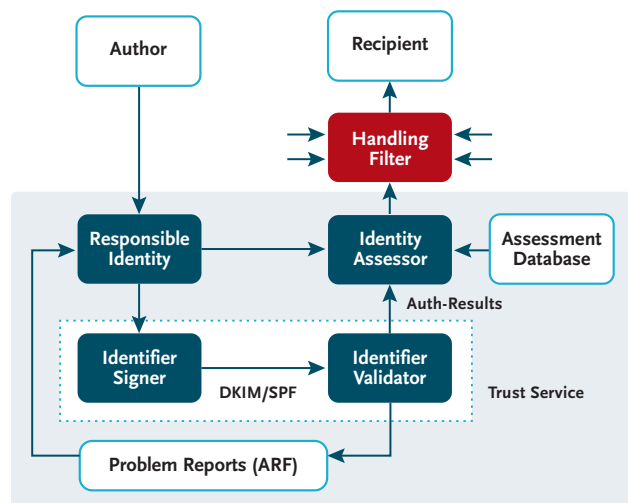 Author
Recipient
Handling
Filter
Responsible
Identity
Identity
Assessor
Assessment
Database
Auth-Results
Identifier
Signer
DKIM/SPF
Identifier
Validator
Trust Service
Problem Reports (ARF)